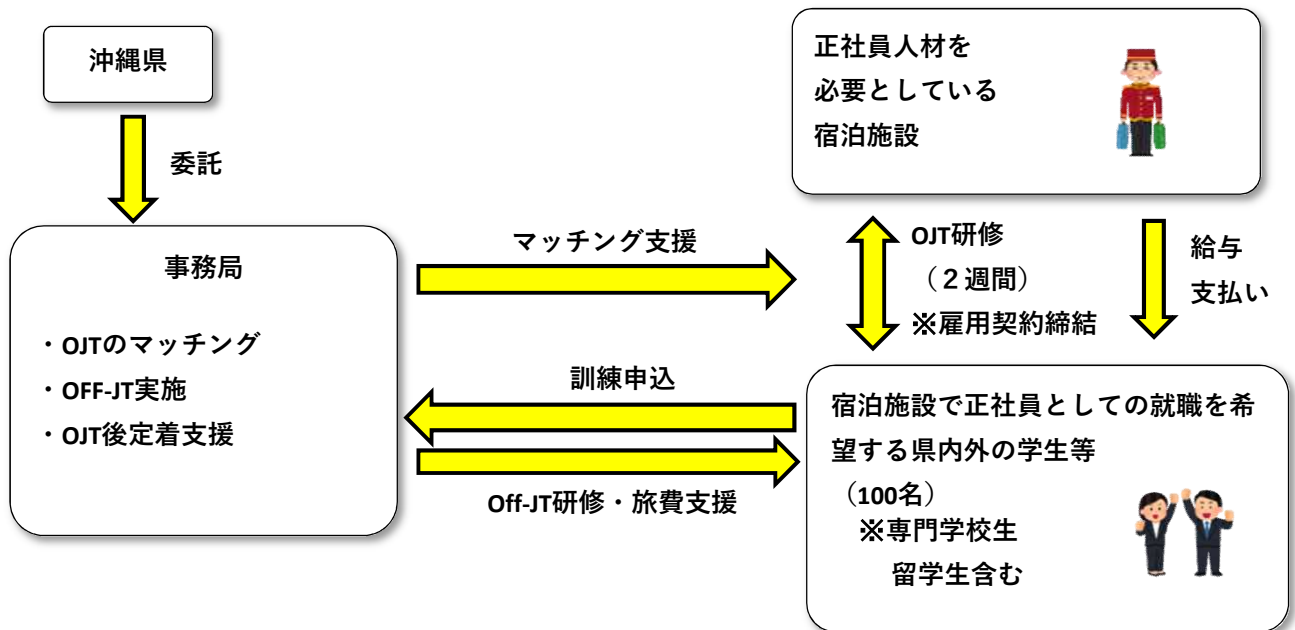 沖縄県
委託
事務局
・OJTのマッチング
・OFF-JT実施
・OJT後定着支援
マッチング支援
訓練申込
Off-JT研修・旅費支援
正社員人材を
必要としている
宿泊施設
OJT研修
（２週間）
※雇用契約締結
給与
支払い
宿泊施設で正社員としての就職を希
望する県内外の学生等
（100名）
※専門学校生
留学生含む